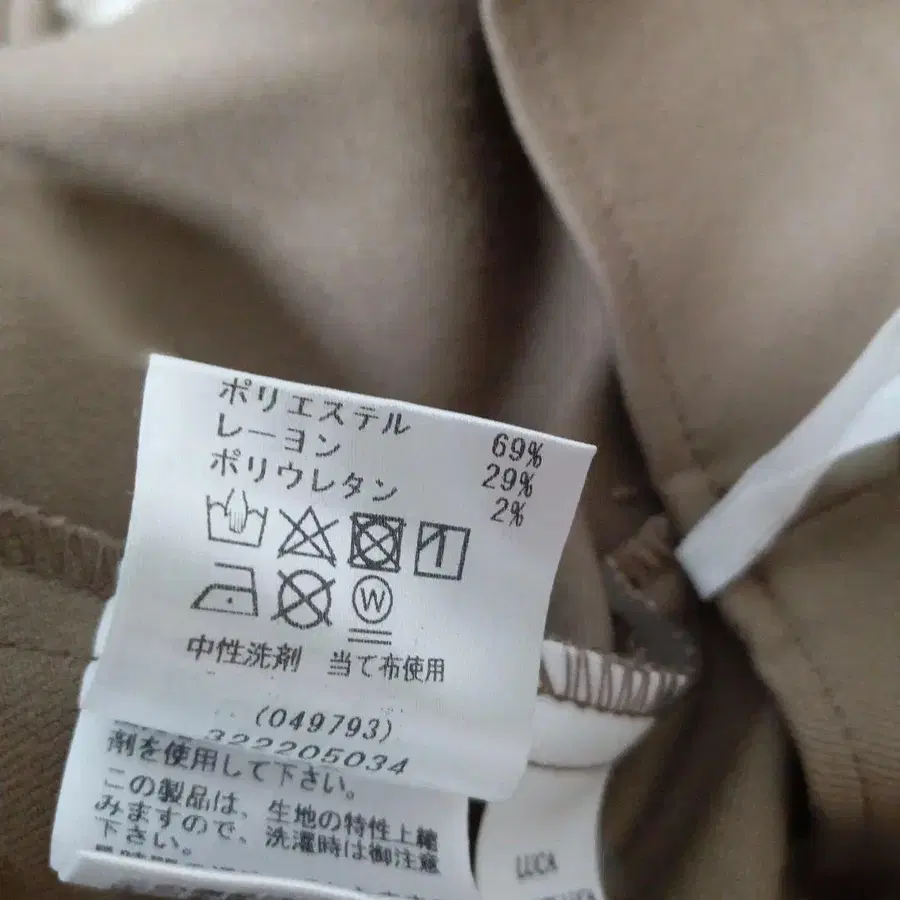 ポリエステル 69%
レーヨン 29%
ポリウレタン 2%
W
中性洗剤 当て布使用
(049793)
322205034
剤を使用して下さい。
この製品は、生地の特性上縮
みますので、洗濯時は御注意
下さい。
LUCA